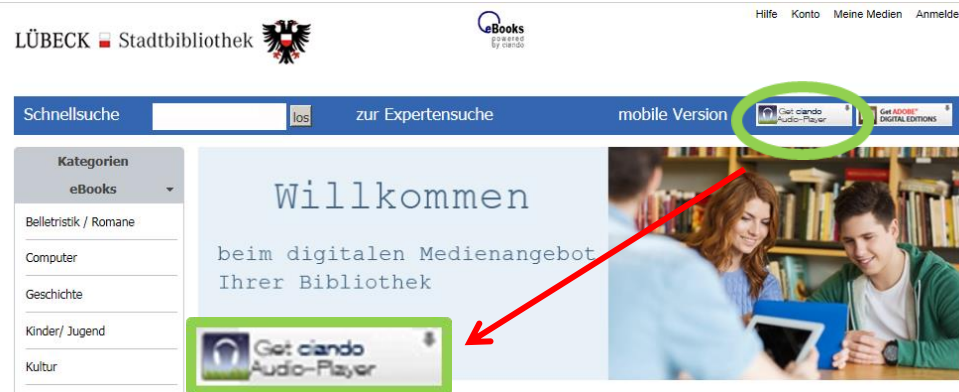 Hilfe Konto Meine Medien Anmelde
LÜBECK Stadtbibliothek
eBooks
powered
by ciando
Schnellsuche los zur Expertensuche mobile Version
Get ciando
Audio-Player
Get ADOBE®
DIGITAL EDITIONS
Kategorien
eBooks
Belletristik / Romane
Computer
Geschichte
Kinder/ Jugend
Kultur
Willkommen
beim digitalen Medienangebot
Ihrer Bibliothek
Get ciando
Audio-Player